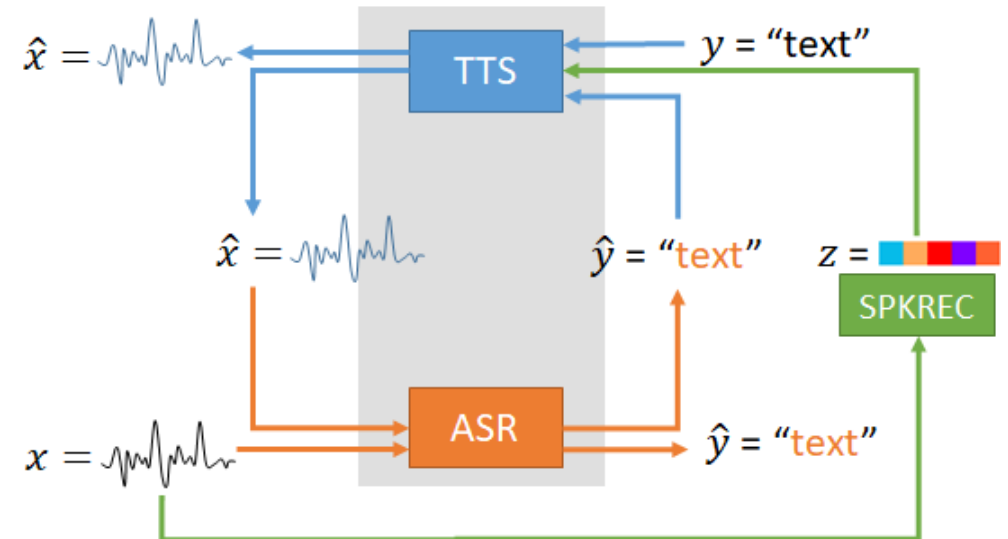 x̂ =
TTS
y = “text”
x̂ =
ŷ = “text”
z =
SPKREC
x =
ASR
ŷ = “text”